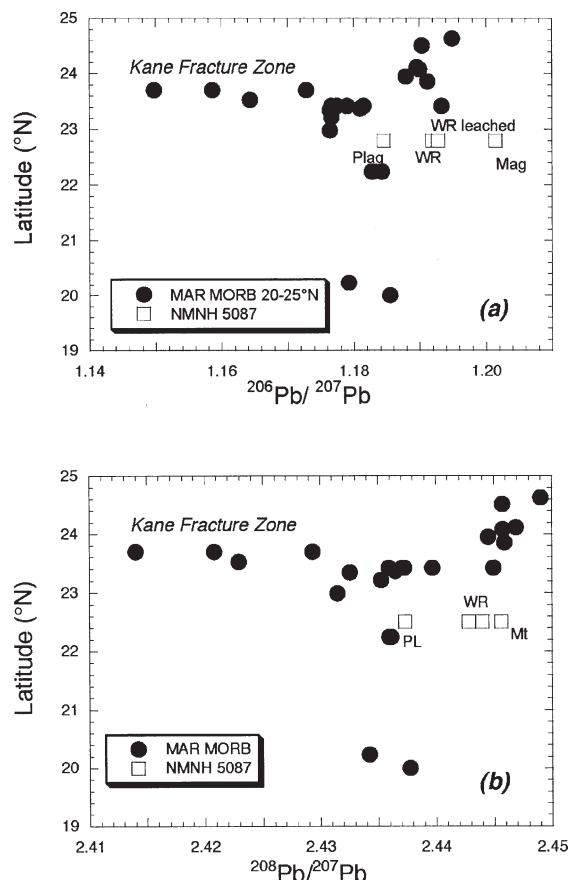 25
24
23
22
21
20
19
Latitude (°N)
Kane Fracture Zone
WR leached
Plag
WR
Mag
MAR MORB 20-25°N
NMNH 5087
(a)
1.14
1.16
1.18
1.20
206Pb/ 207Pb
25
24
23
22
21
20
19
Latitude (°N)
Kane Fracture Zone
WR
PL
Mt
MAR MORB
NMNH 5087
(b)
2.41
2.42
2.43
2.44
2.45
208Pb/207Pb